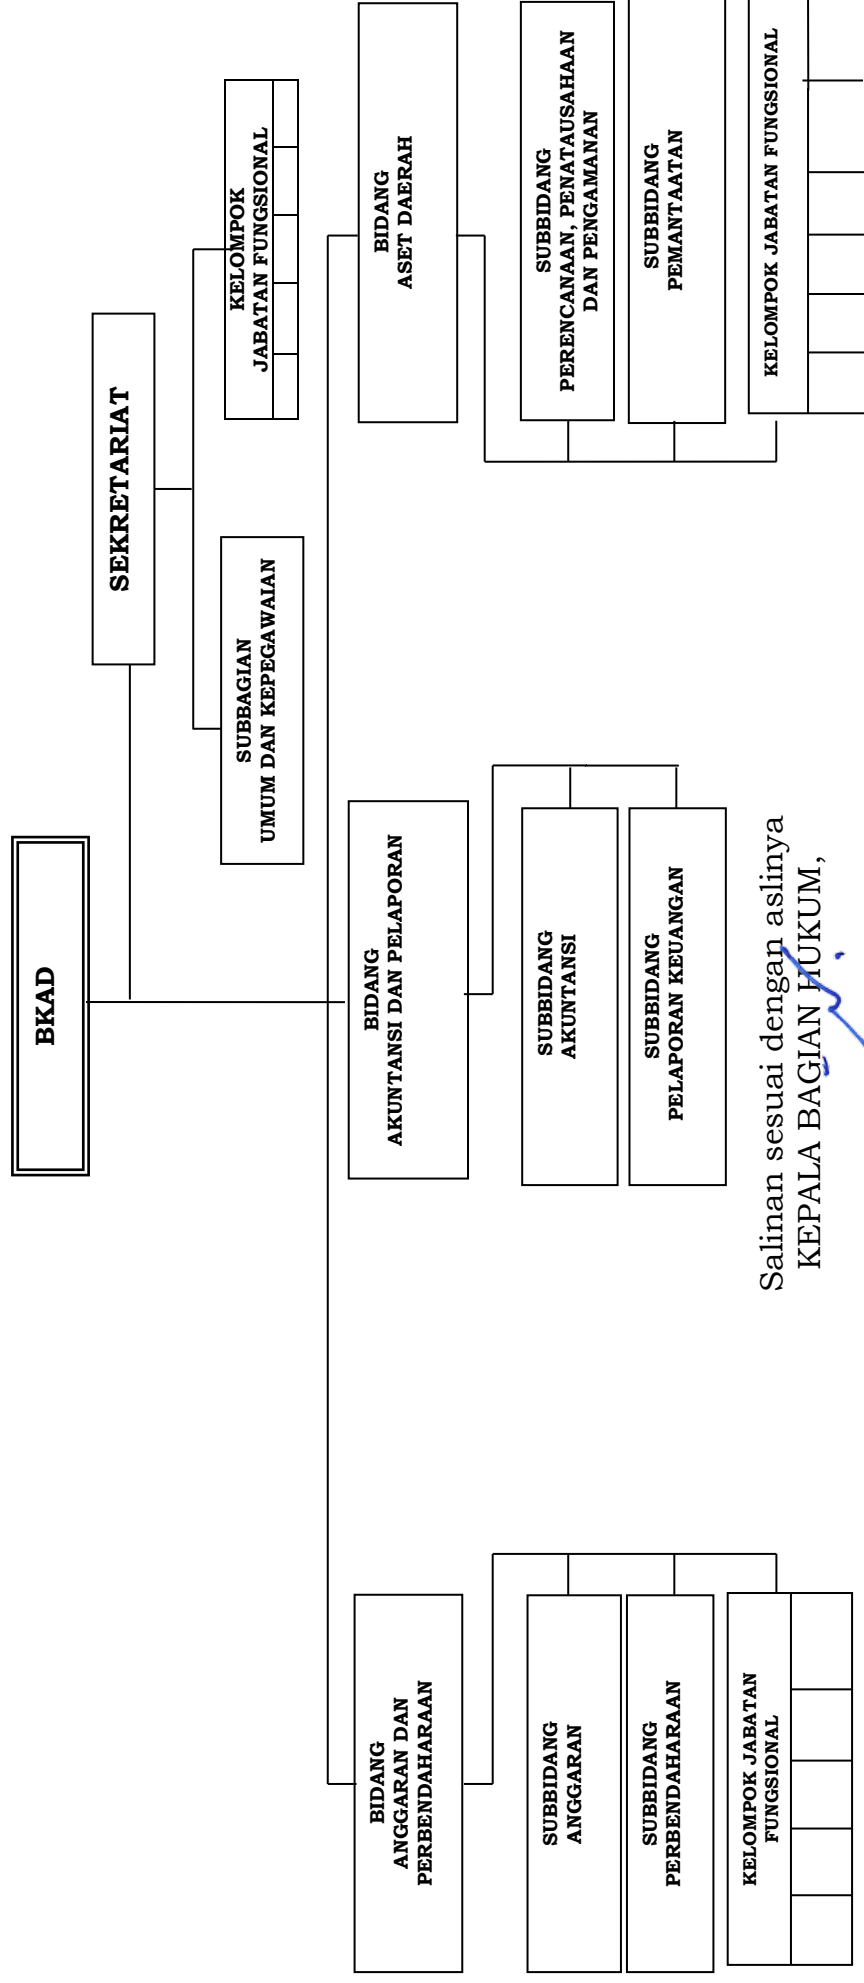 BKAD
SEKRETARIAT
SUBBAGIAN
UMUM DAN KEPEGAWAIAN
KELOMPOK
JABATAN FUNGSIONAL
BIDANG
ANGGARAN DAN
PERBENDAHARAAN
SUBBIDANG
ANGGARAN
SUBBIDANG
PERBENDAHARAAN
KELOMPOK JABATAN
FUNGSIONAL
BIDANG
AKUNTANSI DAN PELAPORAN
SUBBIDANG
AKUNTANSI
SUBBIDANG
PELAPORAN KEUANGAN
BIDANG
ASET DAERAH
SUBBIDANG
PERENCANAAN, PENATAUSAHAAN
DAN PENGAMANAN
SUBBIDANG
PEMANTAATAN
KELOMPOK JABATAN FUNGSIONAL
Salinan sesuai dengan aslinya
KEPALA BAGIAN HUKUM,